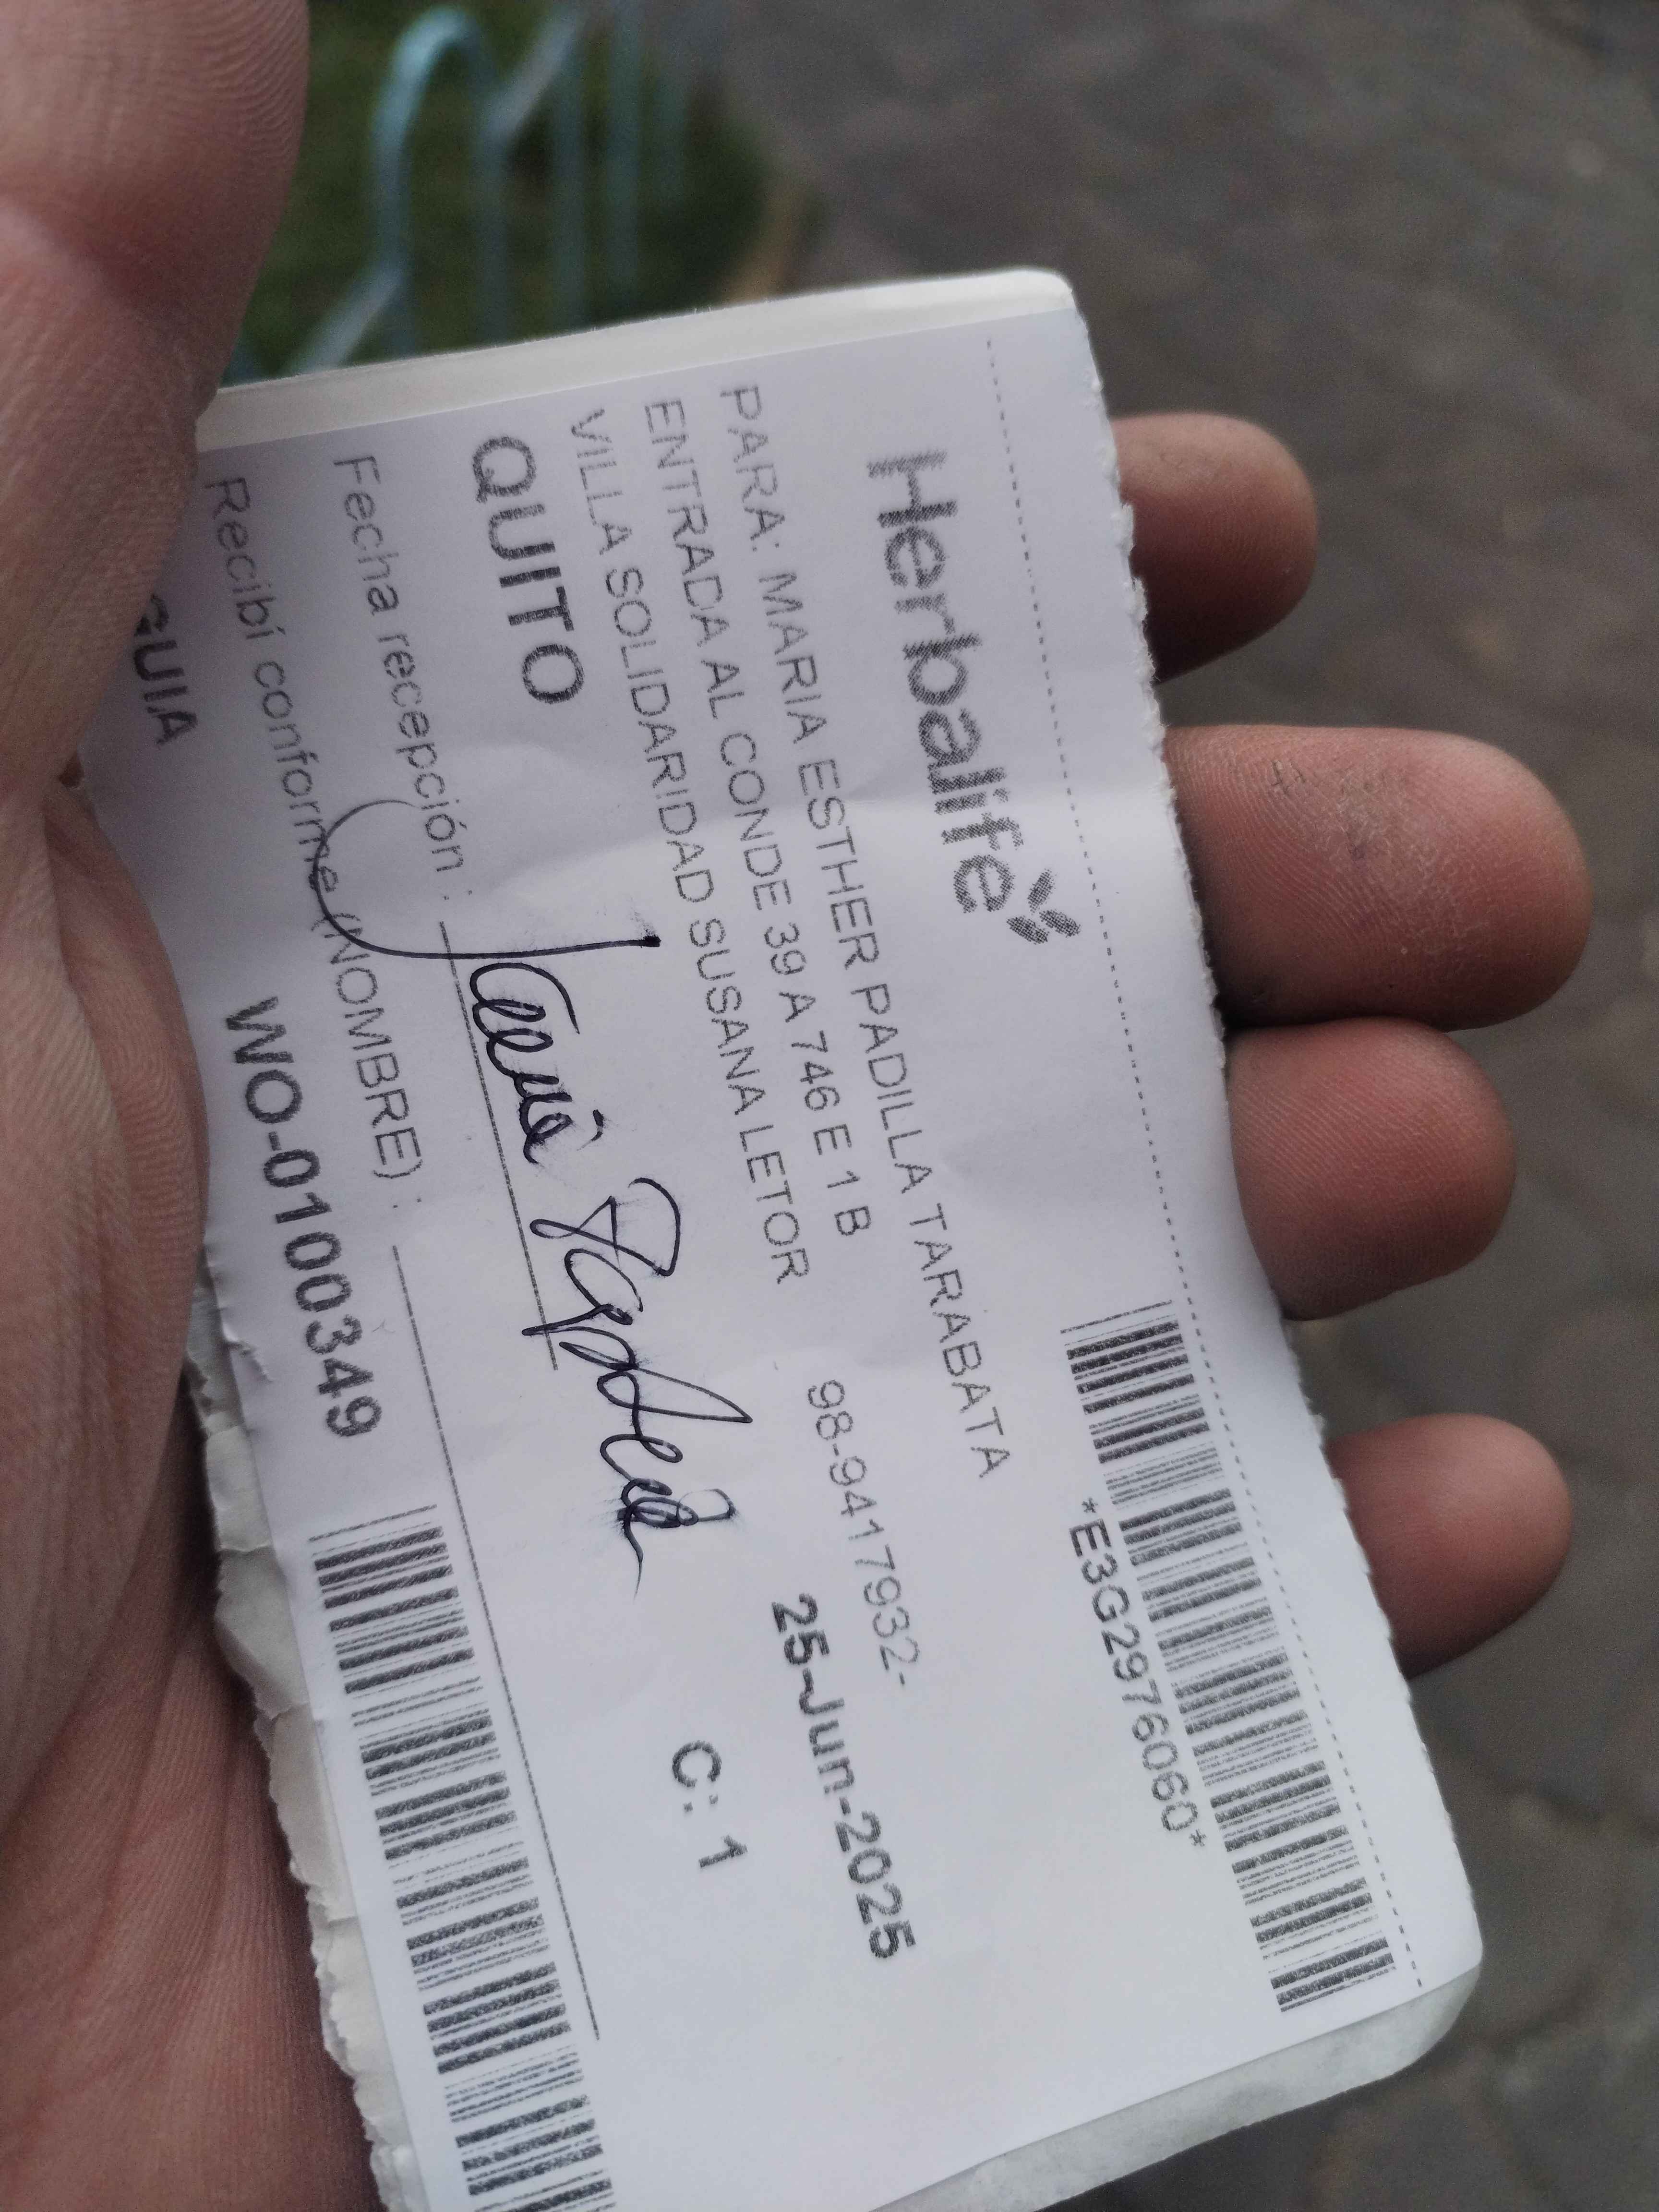 Herbalife
*E3G2976060*
PARA: MARIA ESTHER PADILLA TARABATA
ENTRADA AL CONDE 39 A 746 E 1 B 98-9417932-
VILLA SOLIDARIDAD SUSANA LETOR 25-Jun-2025
QUITO C: 1
Fecha recepción :
Recibí conforme (NOMBRE) :
GUIA WO-0100349